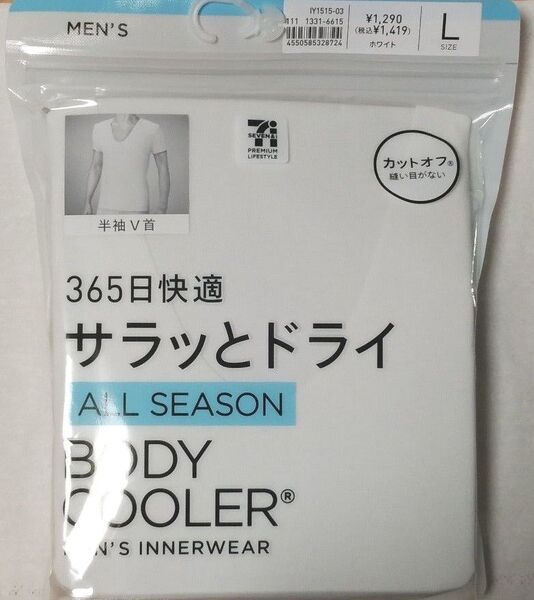 MEN'S
IY1515-03
111 1331-6615
4550585328724
¥1,290
(税込¥1,419)
ホワイト
L
SIZE
SEVEN&i
PREMIUM
LIFESTYLE
カットオフ®
縫い目がない
半袖V首
365日快適
サラッとドライ
ALL SEASON
BODY
COOLER®
MEN'S INNERWEAR